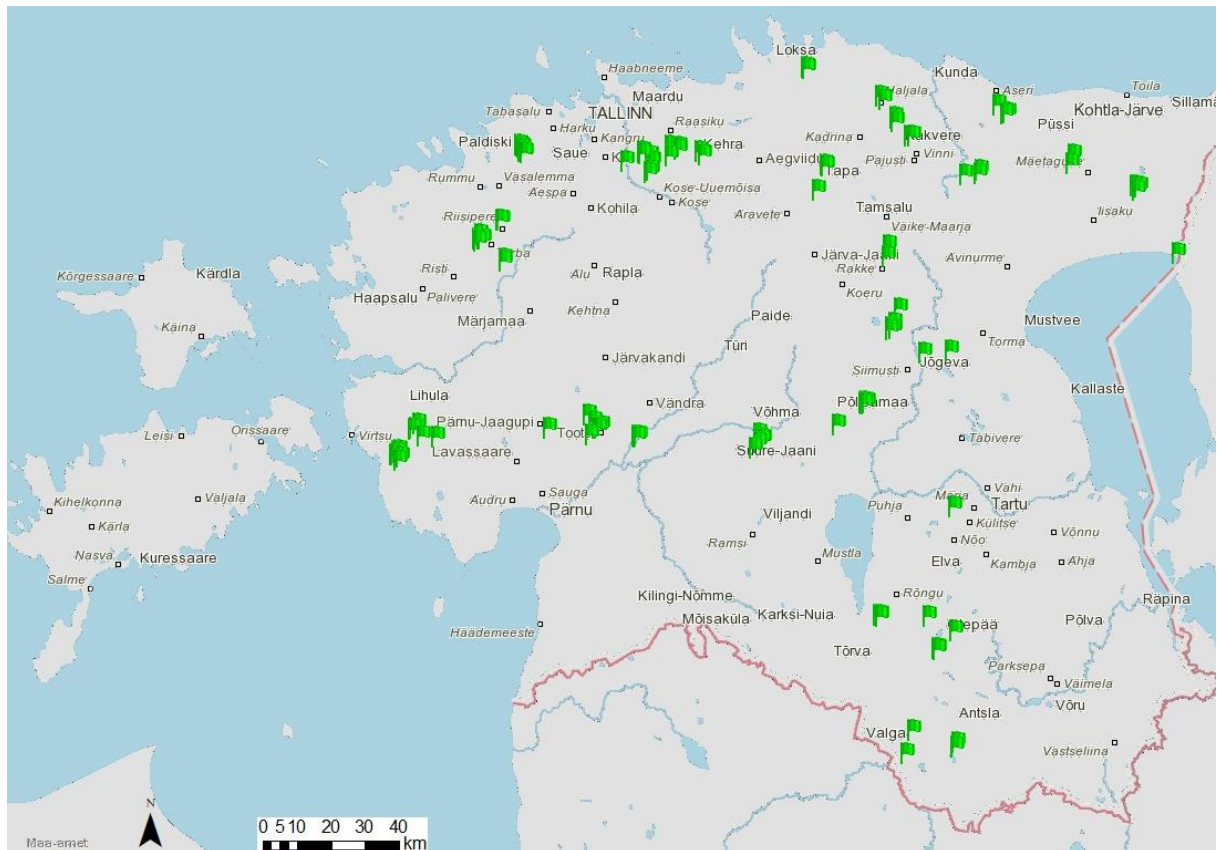 Loksa
Haabneeme
Kunda
Aseri
Toila
Maardu
Haljala
Tabasalu
TALLINN
Kohtla-Järve
Sillamä
Harku
Raasiku
Püssi
Paldiski
Kangru
Kadrina
Rakvere
Saue
Kehra
Vinni
Aegviidu
Pajusti
Mäetaguse
Tapa
Rummu
Vasalemma
Aespa
Kose-Uuemõisa
Kose
Kohila
Aravete
Tamsalu
Iisaku
Riisipere
Väike-Maarja
Järva-Jaani
Turba
Rakke
Avinurme
Kõrgessaare
Kärdla
Risti
Alu
Rapla
Koeru
Haapsalu
Palivere
Kehtna
Märjamaa
Paide
Mustvee
Käina
Torma
Türi
Järvakandi
Jõgeva
Siimusti
Kallaste
Lihula
Vändra
Põltsamaa
Võhma
Pärnu-Jaagupi
Leisi
Orissaare
Virtsu
Toots
Tabivere
Lavassaare
Suure-Jaani
Vahi
Kihelkonna
Valjala
Audru
Sauga
Märja
Tartu
Pärnu
Puhja
Viljandi
Külitse
Kärla
Ramsi
Nõo
Võnnu
Nasva
Kuressaare
Mustla
Elva
Kambja
Ahja
Salme
Kilingi-Nõmme
Rõngu
Räpina
Mõisaküla
Karksi-Nuia
Otepää
Põlva
Häädemeeste
Tõrva
Parksepa
Väimela
Antsla
Võru
Valga
Vastseliina
N
0 5 10 20 30 40
km
Maa-amet